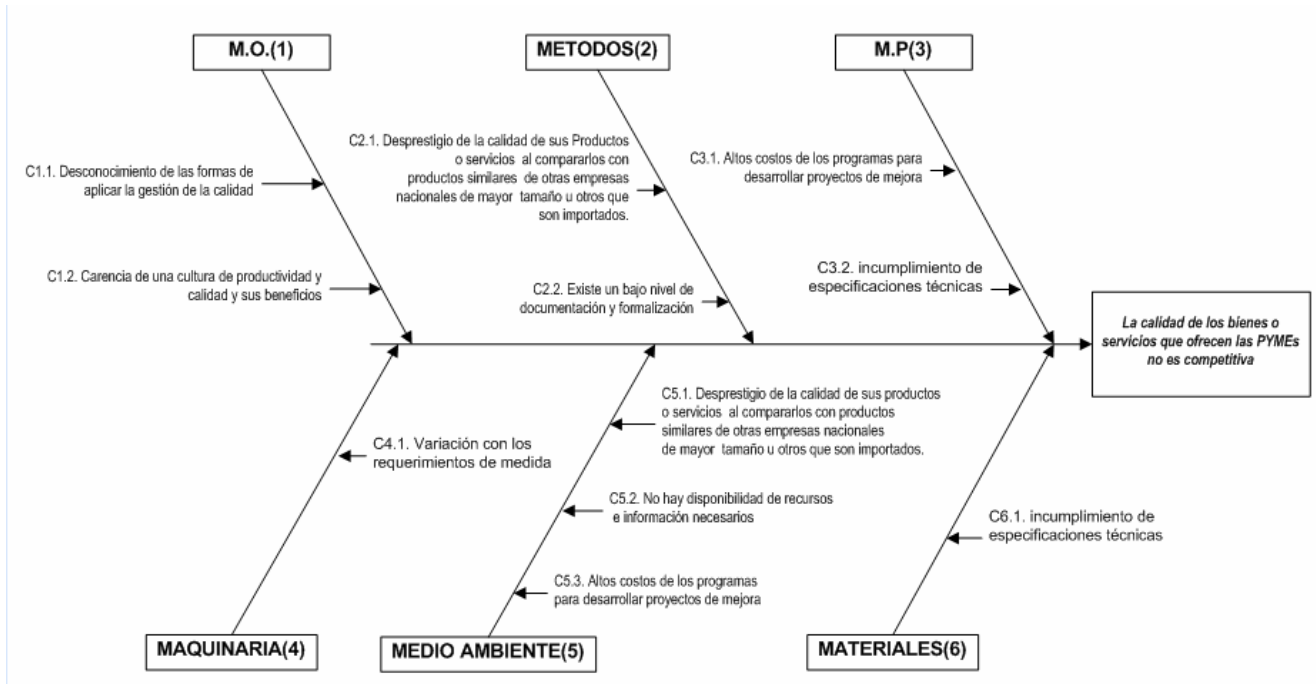 M.O.(1)
METODOS(2)
M.P(3)
C1.1. Desconocimiento de las formas de
aplicar la gestión de la calidad
C1.2. Carencia de una cultura de productividad y
calidad y sus beneficios
C2.1. Desprestigio de la calidad de sus Productos
o servicios al compararlos con
productos similares de otras empresas
nacionales de mayor tamaño u otros que
son importados.
C2.2. Existe un bajo nivel de
documentación y formalización
C3.1. Altos costos de los programas para
desarrollar proyectos de mejora
C3.2. incumplimiento de
especificaciones técnicas
La calidad de los bienes o
servicios que ofrecen las PYMEs
no es competitiva
C4.1. Variación con los
requerimientos de medida
C5.1. Desprestigio de la calidad de sus productos
o servicios al compararlos con productos
similares de otras empresas nacionales
de mayor tamaño u otros que son importados.
C5.2. No hay disponibilidad de recursos
e información necesarios
C5.3. Altos costos de los programas
para desarrollar proyectos de mejora
C6.1. incumplimiento de
especificaciones técnicas
MAQUINARIA(4)
MEDIO AMBIENTE(5)
MATERIALES(6)